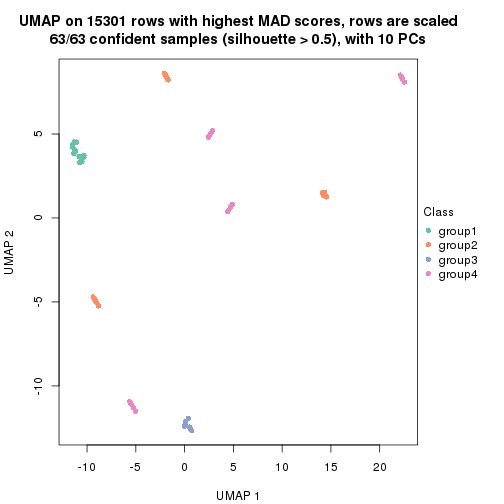 UMAP on 15301 rows with highest MAD scores, rows are scaled
63/63 confident samples (silhouette > 0.5), with 10 PCs
5
0
-5
-10
UMAP 2
-10
-5
0
5
10
15
20
UMAP 1
Class
group1
group2
group3
group4